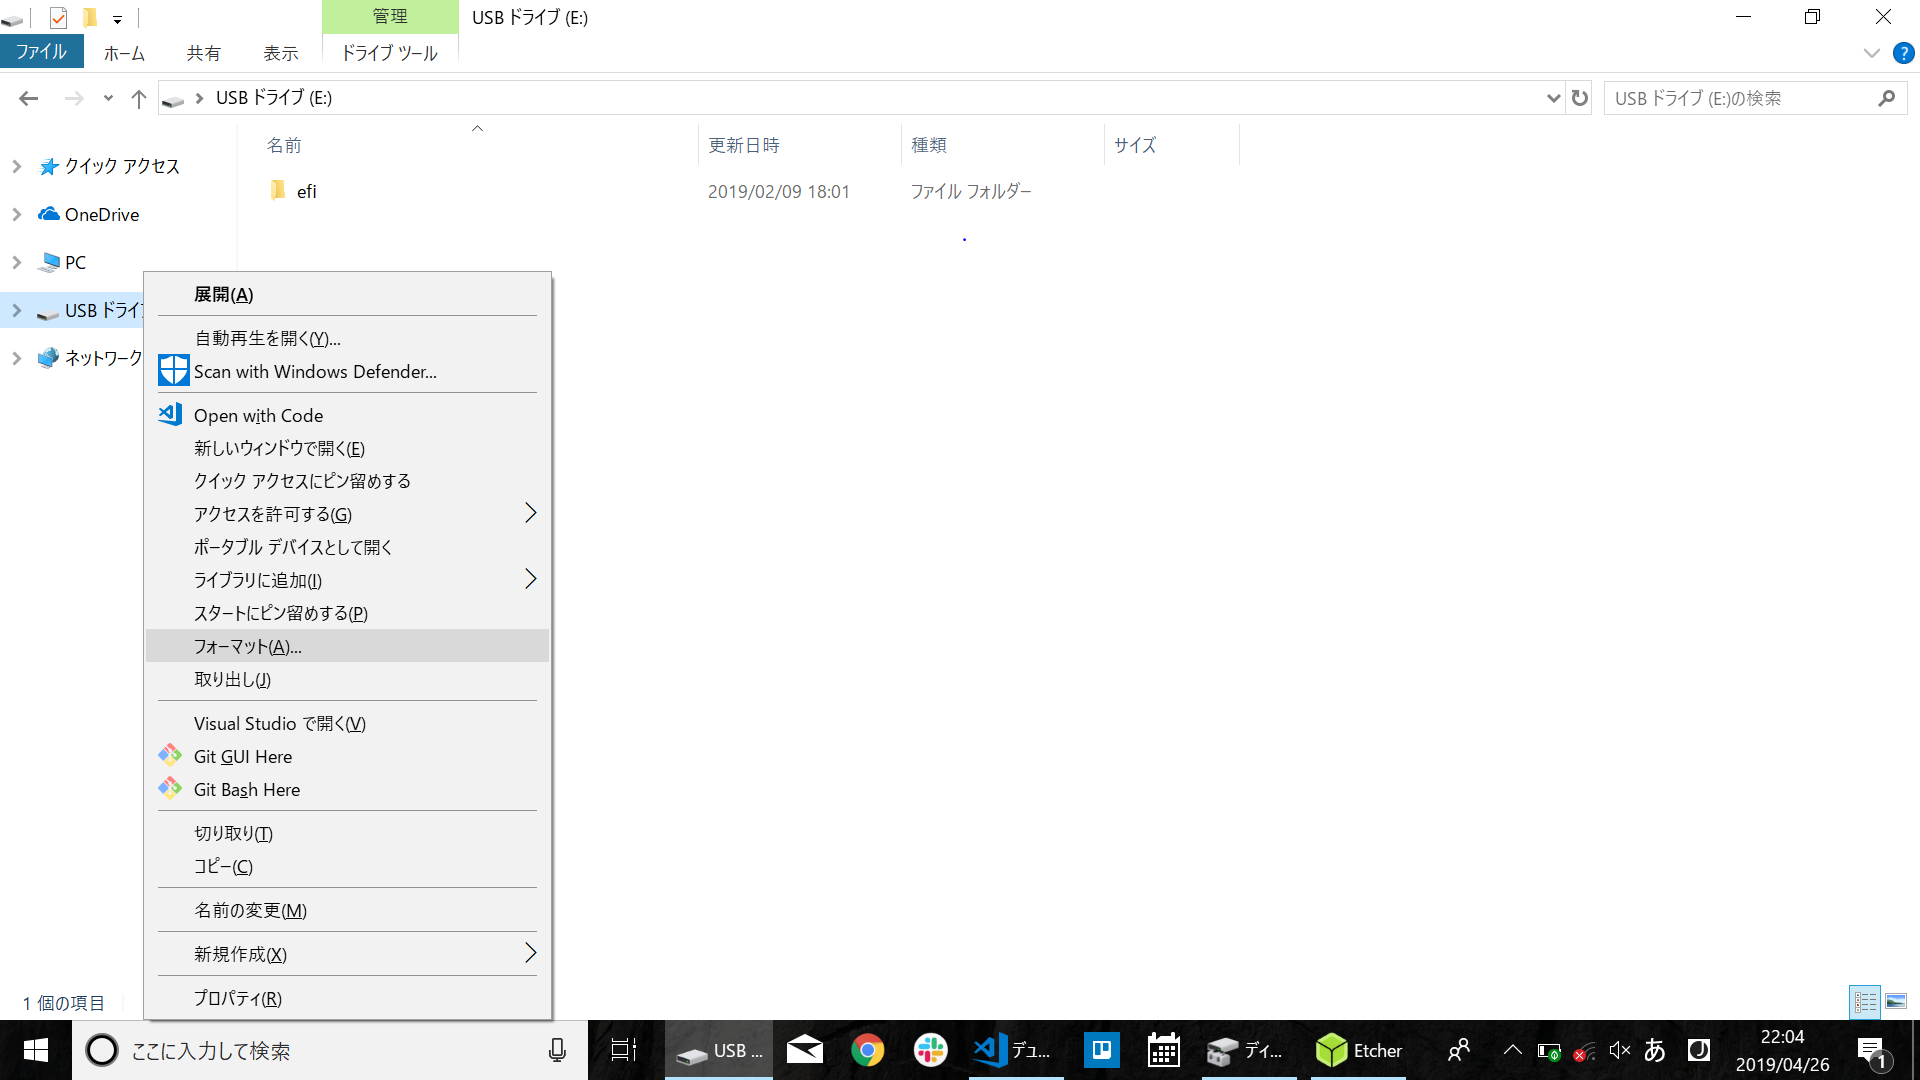 管理
USB ドライブ (E:)
ファイル
ホーム
共有
表示
ドライブ ツール
USB ドライブ (E:)
USB ドライブ (E:)の検索
名前
更新日時
種類
サイズ
クイック アクセス
efi
2019/02/09 18:01
ファイル フォルダー
OneDrive
PC
USB ドライブ
ネットワーク
展開(A)
自動再生を開く(Y)...
Scan with Windows Defender...
Open with Code
新しいウィンドウで開く(E)
クイック アクセスにピン留めする
アクセスを許可する(G)
ポータブル デバイスとして開く
ライブラリに追加(I)
スタートにピン留めする(P)
フォーマット(A)...
取り出し(J)
Visual Studio で開く(V)
Git GUI Here
Git Bash Here
切り取り(T)
コピー(C)
名前の変更(M)
新規作成(X)
プロパティ(R)
1 個の項目
ここに入力して検索
USB ...
デュ...
ディ...
Etcher
あ
22:04
2019/04/26
1